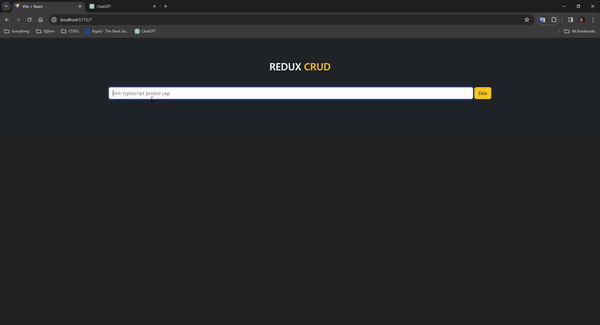 Vite + React
ChatGPT
localhost:5173/?
Everything
Eğitim
CDN's
Rapid - The Next Ge...
ChatGPT
All Bookmarks
REDUX CRUD
Örn: typescript projesi yap
Ekle